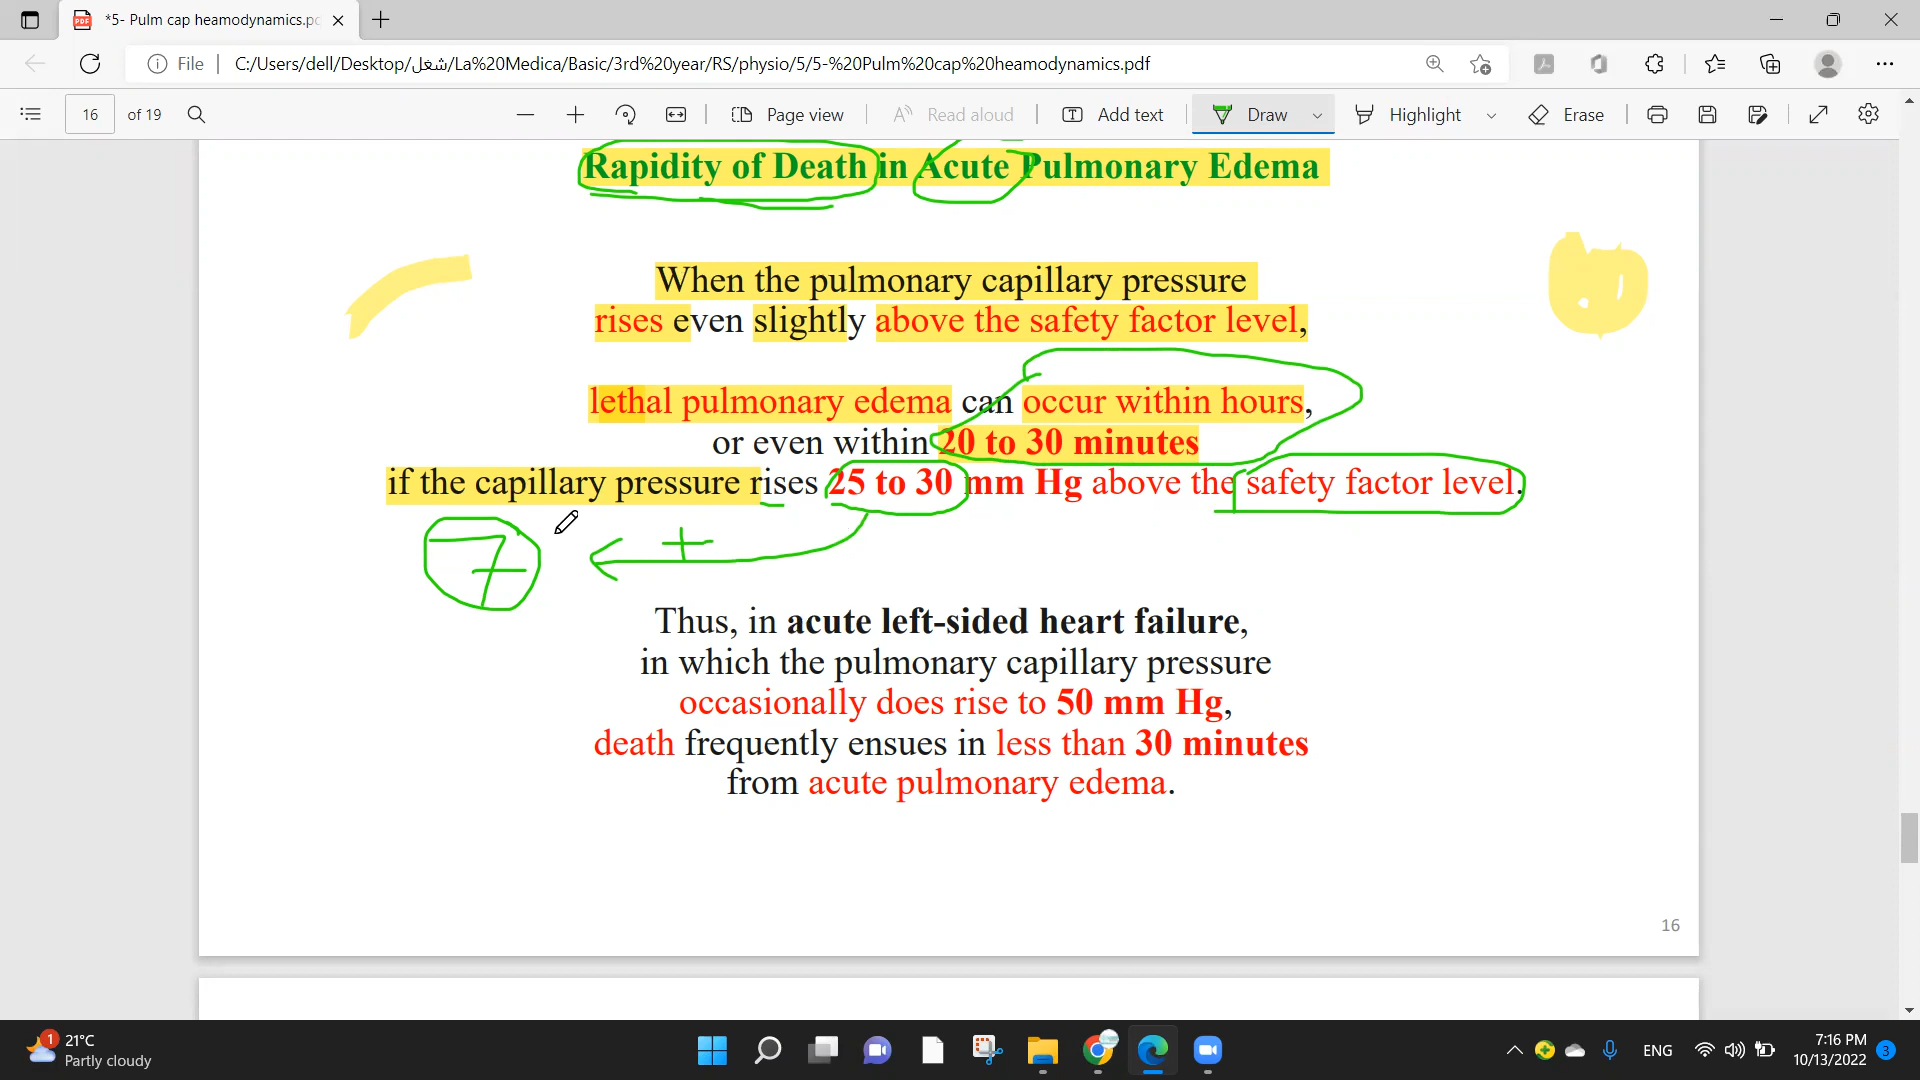 *5- Pulm cap heamodynamics.pd
File
C:/Users/dell/Desktop/شغل/La%20Medica/Basic/3rd%20year/RS/physio/5/5-%20Pulm%20cap%20heamodynamics.pdf
16 of 19
Page view
Read aloud
Add text
Draw
Highlight
Erase
Rapidity of Death in Acute Pulmonary Edema
When the pulmonary capillary pressure
rises even slightly above the safety factor level,
lethal pulmonary edema can occur within hours,
or even within 20 to 30 minutes
if the capillary pressure rises 25 to 30 mm Hg above the safety factor level.
7 +
Thus, in acute left-sided heart failure,
in which the pulmonary capillary pressure
occasionally does rise to 50 mm Hg,
death frequently ensues in less than 30 minutes
from acute pulmonary edema.
16
1
21°C
Partly cloudy
ENG
7:16 PM
10/13/2022
3